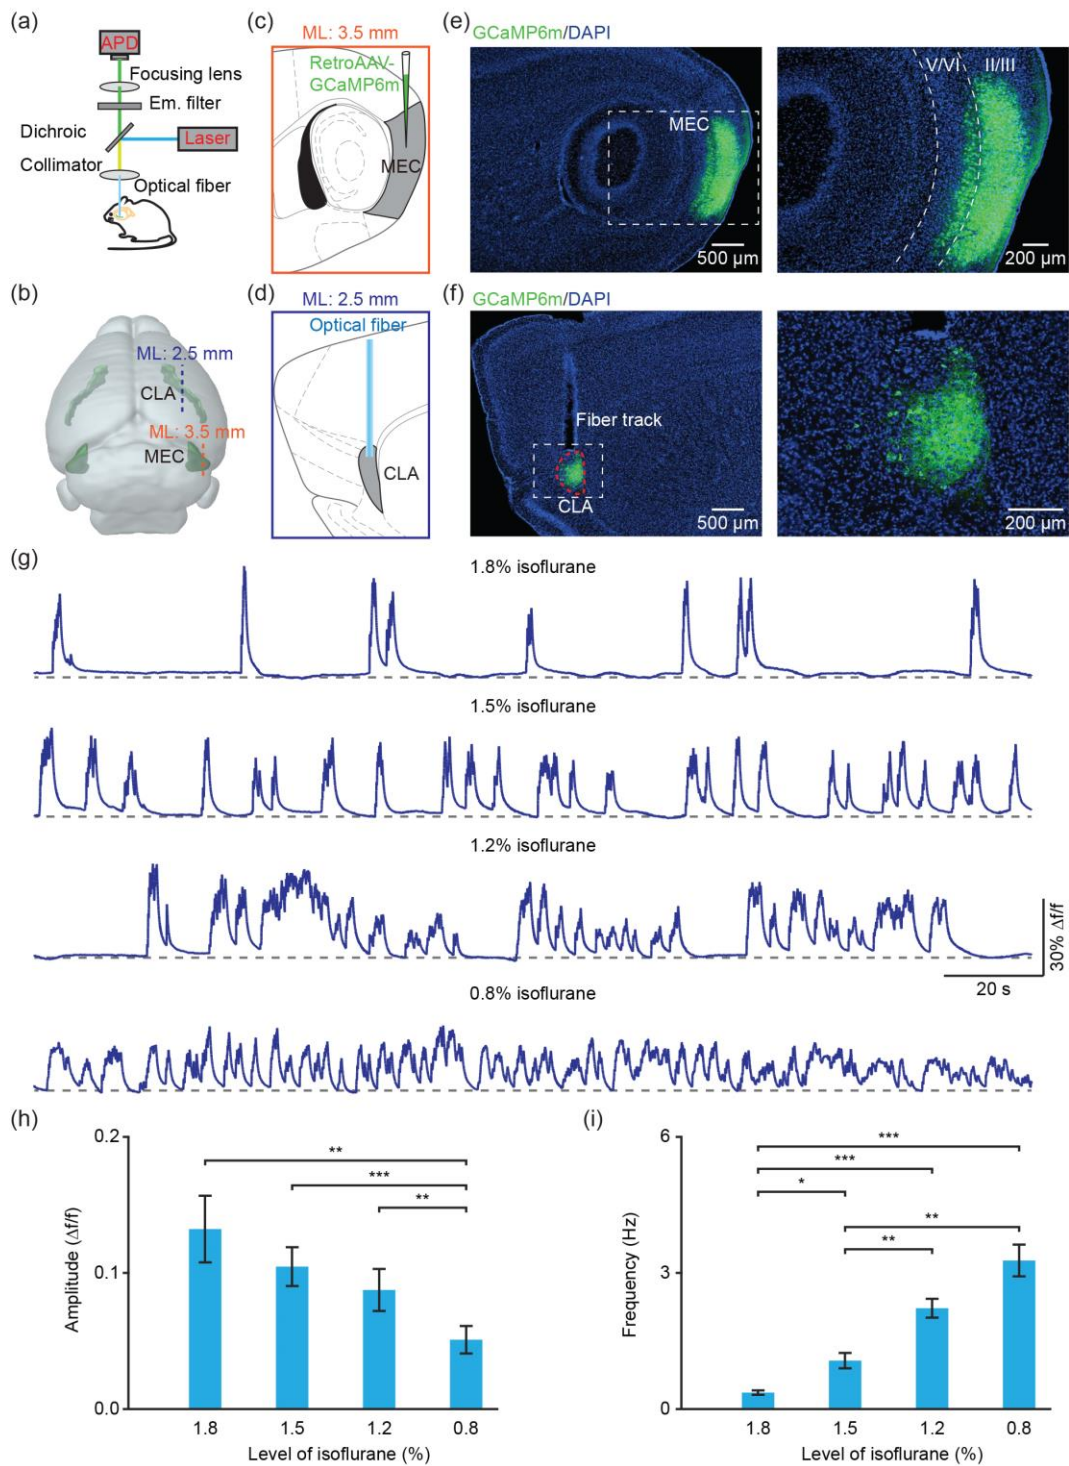 (a)
APD
Focusing lens
Em. filter
Dichroic
Laser
Collimator
Optical fiber
(b)
ML: 2.5 mm
CLA
ML: 3.5 mm
MEC
(c)
ML: 3.5 mm
RetroAAV-
GCaMP6m
MEC
(d)
ML: 2.5 mm
Optical fiber
CLA
(e)
GCaMP6m/DAPI
MEC
500 μm
V/VI
II/III
200 μm
(f)
GCaMP6m/DAPI
Fiber track
CLA
500 μm
200 μm
(g)
1.8% isoflurane
1.5% isoflurane
1.2% isoflurane
30% Δf/f
20 s
0.8% isoflurane
(h)
Amplitude (Δf/f)
0.2
0.1
0.0
**
***
**
1.8 1.5 1.2 0.8
Level of isoflurane (%)
(i)
Frequency (Hz)
6
3
0
***
***
*
**
**
1.8 1.5 1.2 0.8
Level of isoflurane (%)